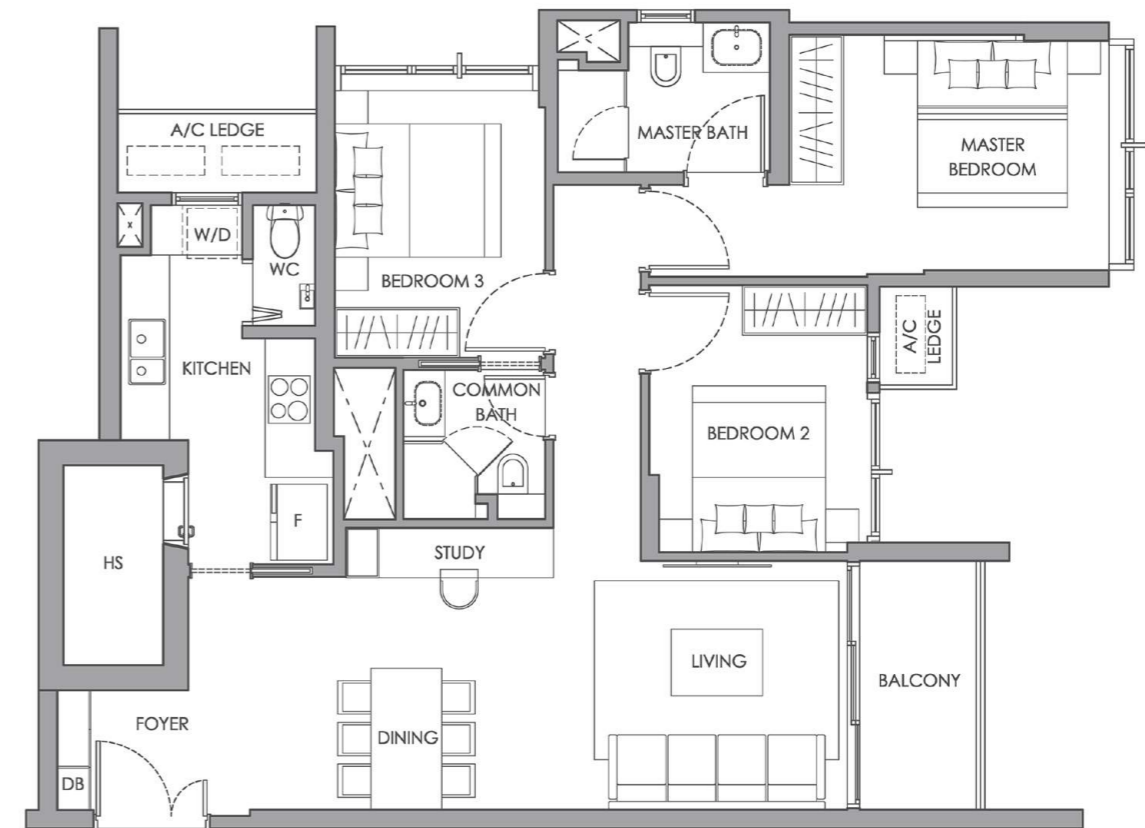 A/C LEDGE
MASTER BATH
MASTER
BEDROOM
W/D
WC
BEDROOM 3
A/C
LEDGE
KITCHEN
COMMON
BATH
BEDROOM 2
F
STUDY
HS
LIVING
BALCONY
FOYER
DINING
DB